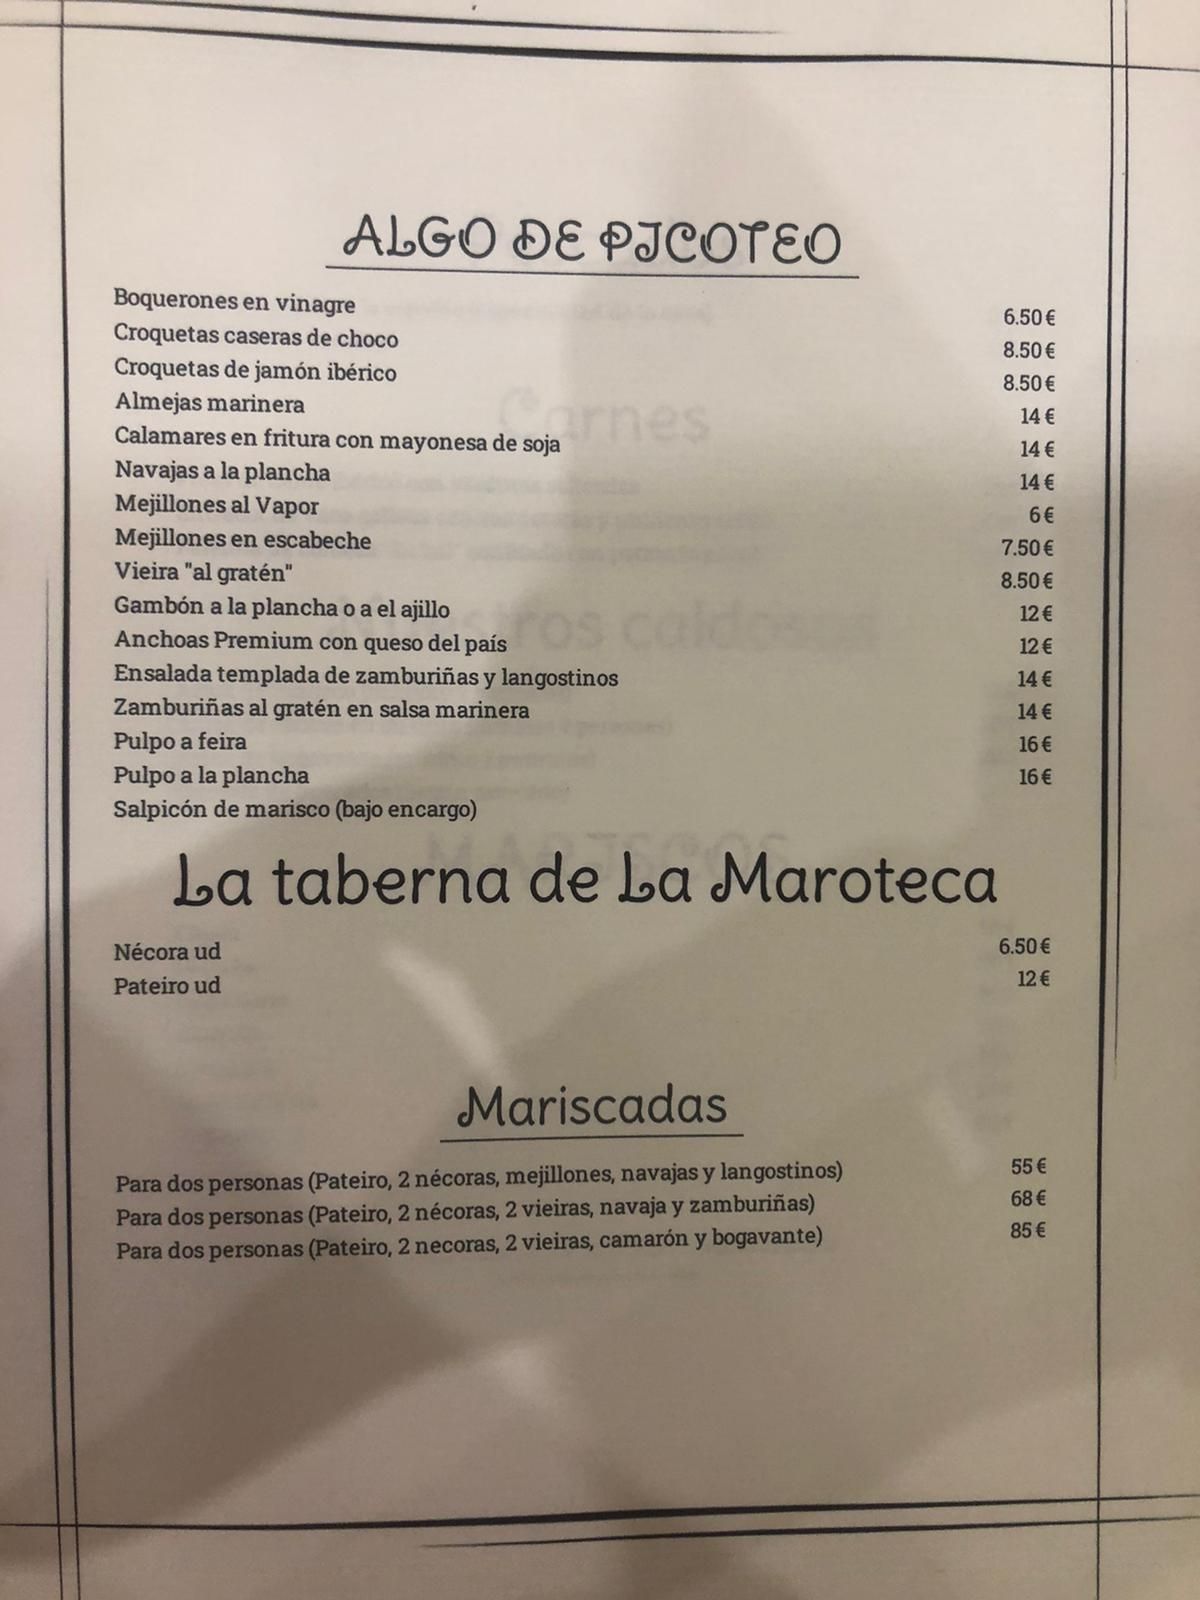 ALGO DE PICOTEO
Boquerones en vinagre 6.50 €
Croquetas caseras de choco 8.50 €
Croquetas de jamón ibérico 8.50 €
Almejas marinera 14 €
Calamares en fritura con mayonesa de soja 14 €
Navajas a la plancha 14 €
Mejillones al Vapor 6 €
Mejillones en escabeche 7.50 €
Vieira "al gratén" 8.50 €
Gambón a la plancha o a el ajillo 12 €
Anchoas Premium con queso del país 12 €
Ensalada templada de zamburiñas y langostinos 14 €
Zamburiñas al gratén en salsa marinera 14 €
Pulpo a feira 16 €
Pulpo a la plancha 16 €
Salpicón de marisco (bajo encargo)
La taberna de La Maroteca
Nécora ud 6.50 €
Pateiro ud 12 €
Mariscadas
Para dos personas (Pateiro, 2 nécoras, mejillones, navajas y langostinos) 55 €
Para dos personas (Pateiro, 2 nécoras, 2 vieiras, navaja y zamburiñas) 68 €
Para dos personas (Pateiro, 2 necoras, 2 vieiras, camarón y bogavante) 85 €